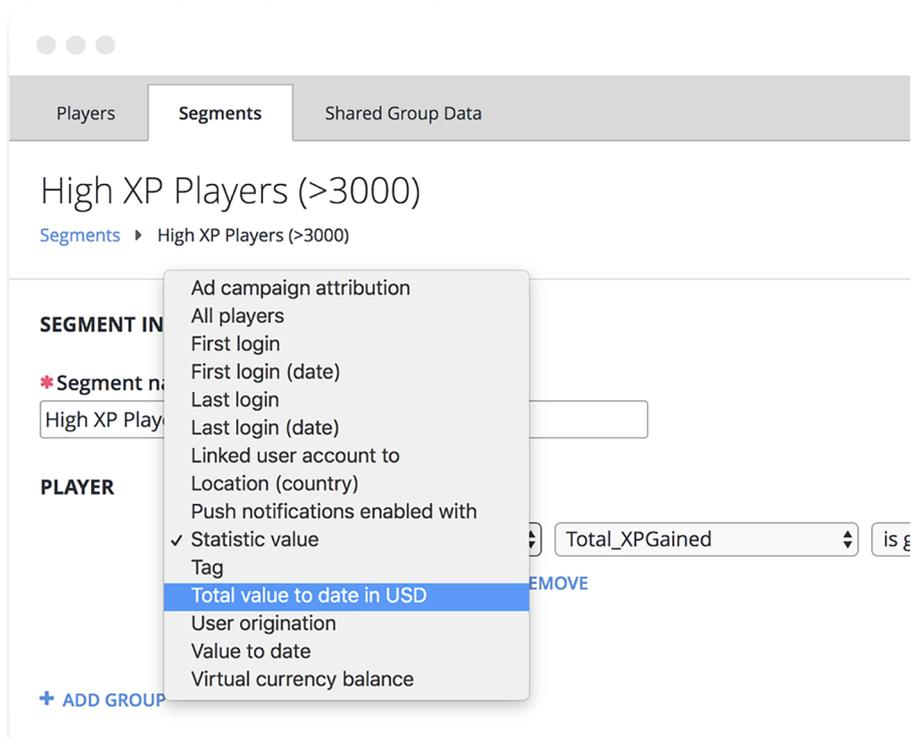 Players
Segments
Shared Group Data
High XP Players (>3000)
Segments
High XP Players (>3000)
Ad campaign attribution
All players
First login
First login (date)
Last login
Last login (date)
Linked user account to
Location (country)
Push notifications enabled with
✓ Statistic value
Tag
Total value to date in USD
User origination
Value to date
Virtual currency balance
SEGMENT IN
*Segment na
High XP Playe
PLAYER
Total_XPGained
is g
EMOVE
+ ADD GROUP